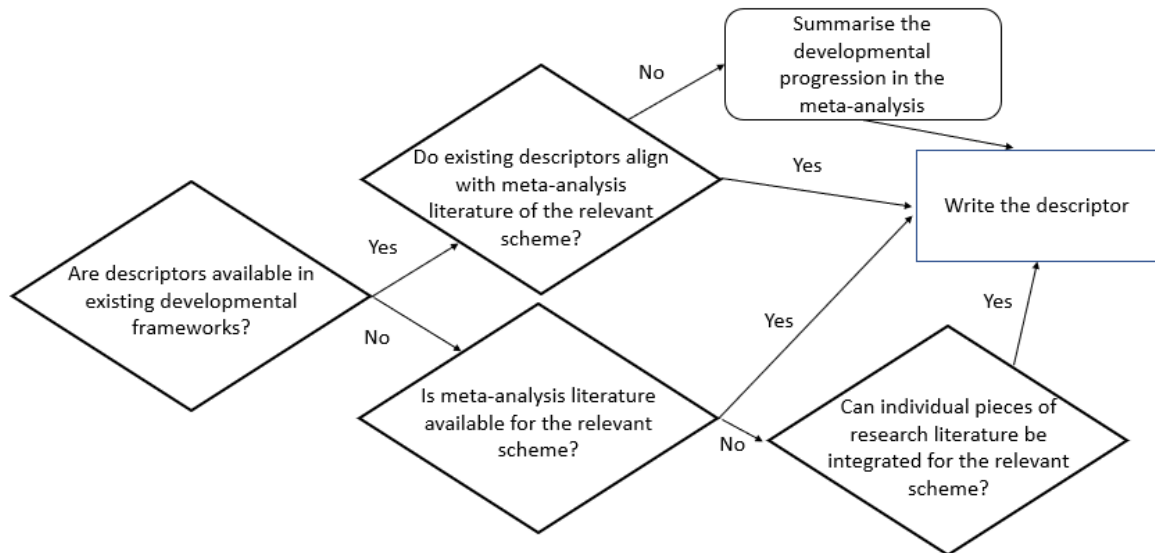 Summarise the
developmental
progression in the
meta-analysis
No
Do existing descriptors align
with meta-analysis
literature of the relevant
scheme?
Yes
Write the descriptor
Yes
Are descriptors available in
existing developmental
frameworks?
No
Yes
Yes
Is meta-analysis literature
available for the relevant
scheme?
No
Can individual pieces of
research literature be
integrated for the relevant
scheme?